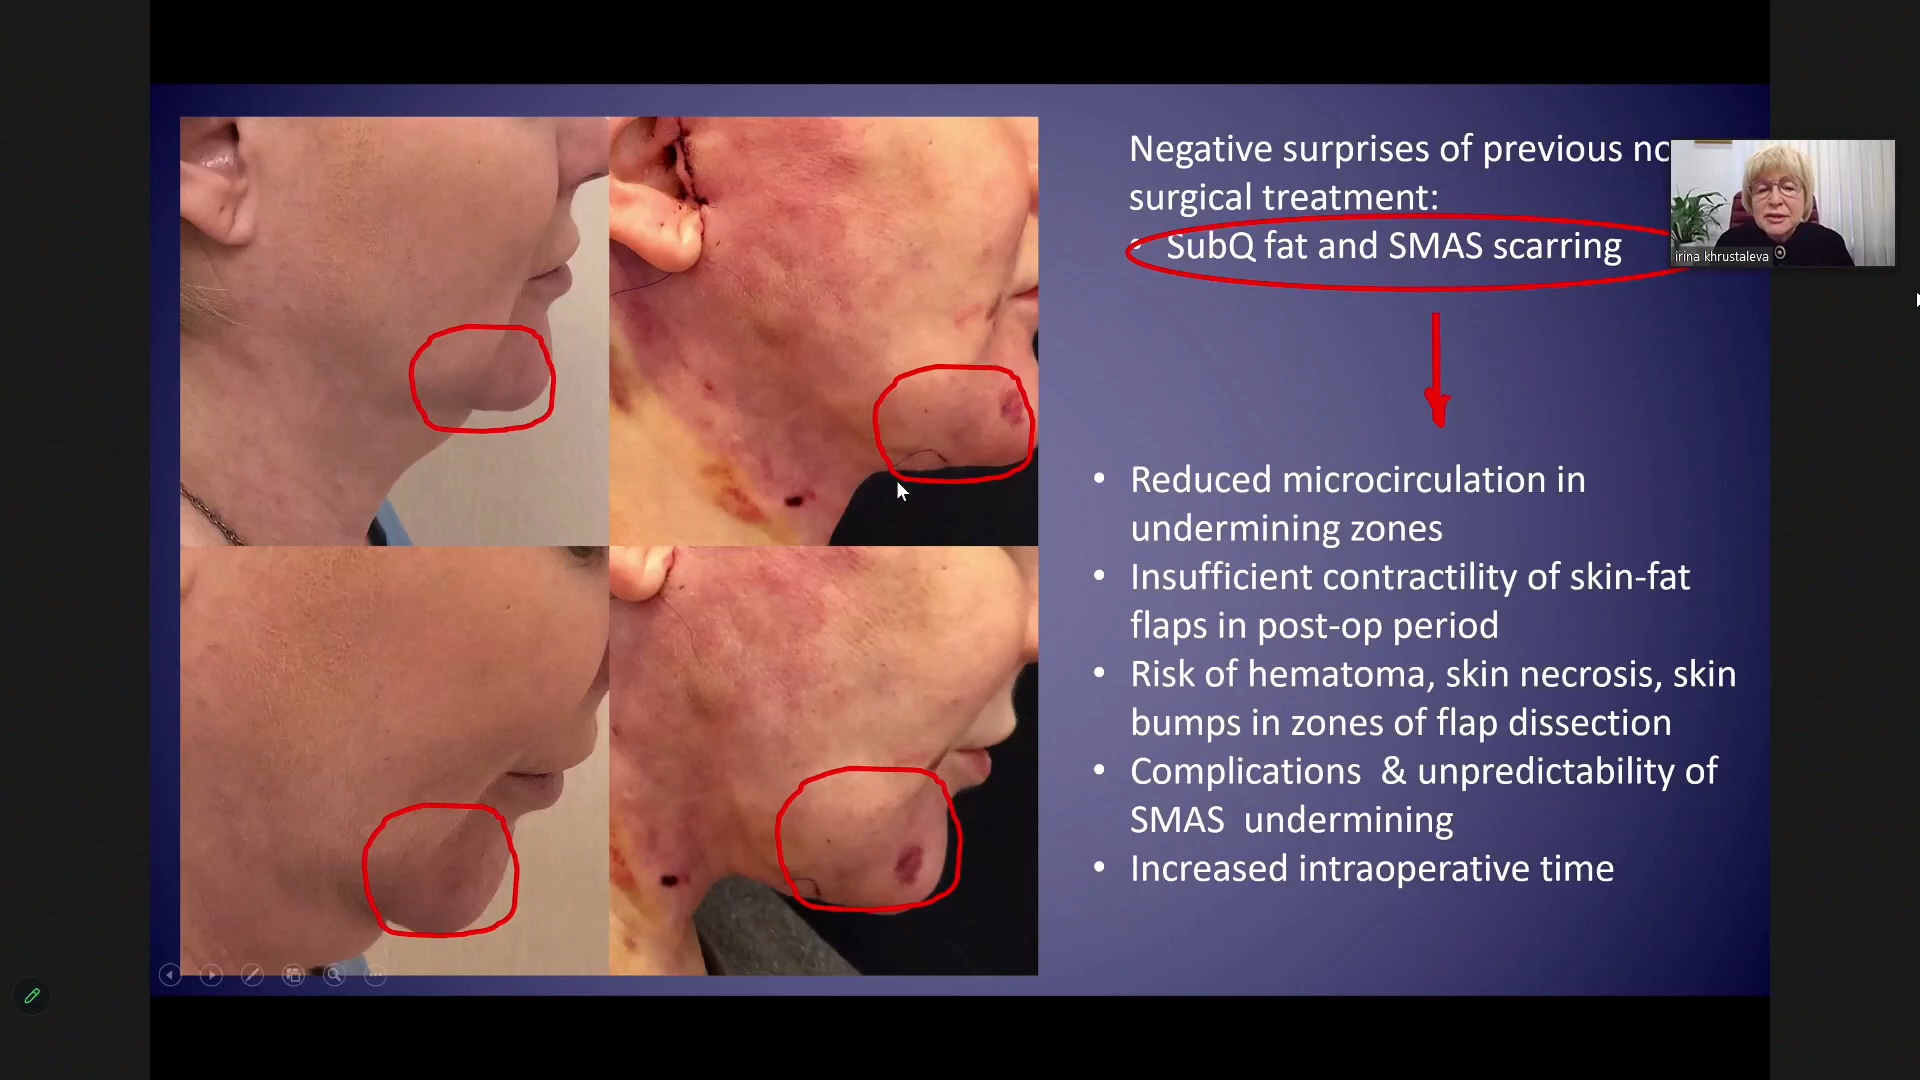 Negative surprises of previous
surgical treatment:
• SubQ fat and SMAS scarring
irina khrustaleva
• Reduced microcirculation in
undermining zones
• Insufficient contractility of skin-fat
flaps in post-op period
• Risk of hematoma, skin necrosis, skin
bumps in zones of flap dissection
• Complications & unpredictability of
SMAS undermining
• Increased intraoperative time